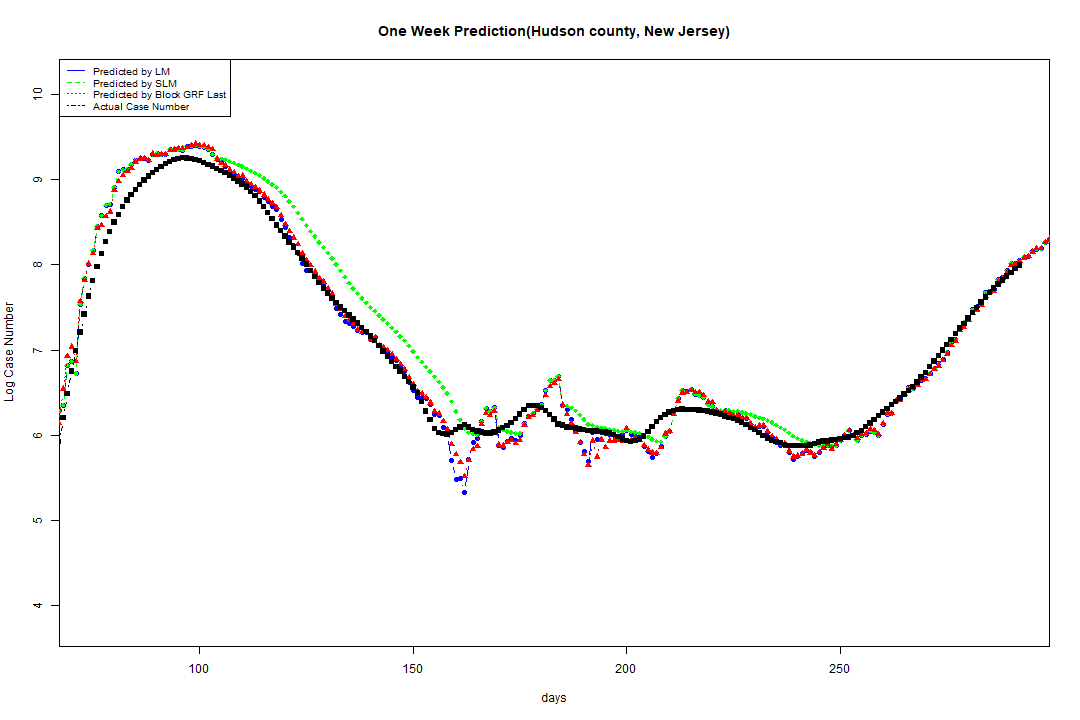 One Week Prediction(Hudson county, New Jersey)
Predicted by LM
Predicted by SLM
Predicted by Block GRF Last
Actual Case Number
10
9
8
7
6
5
4
Log Case Number
100 150 200 250
days